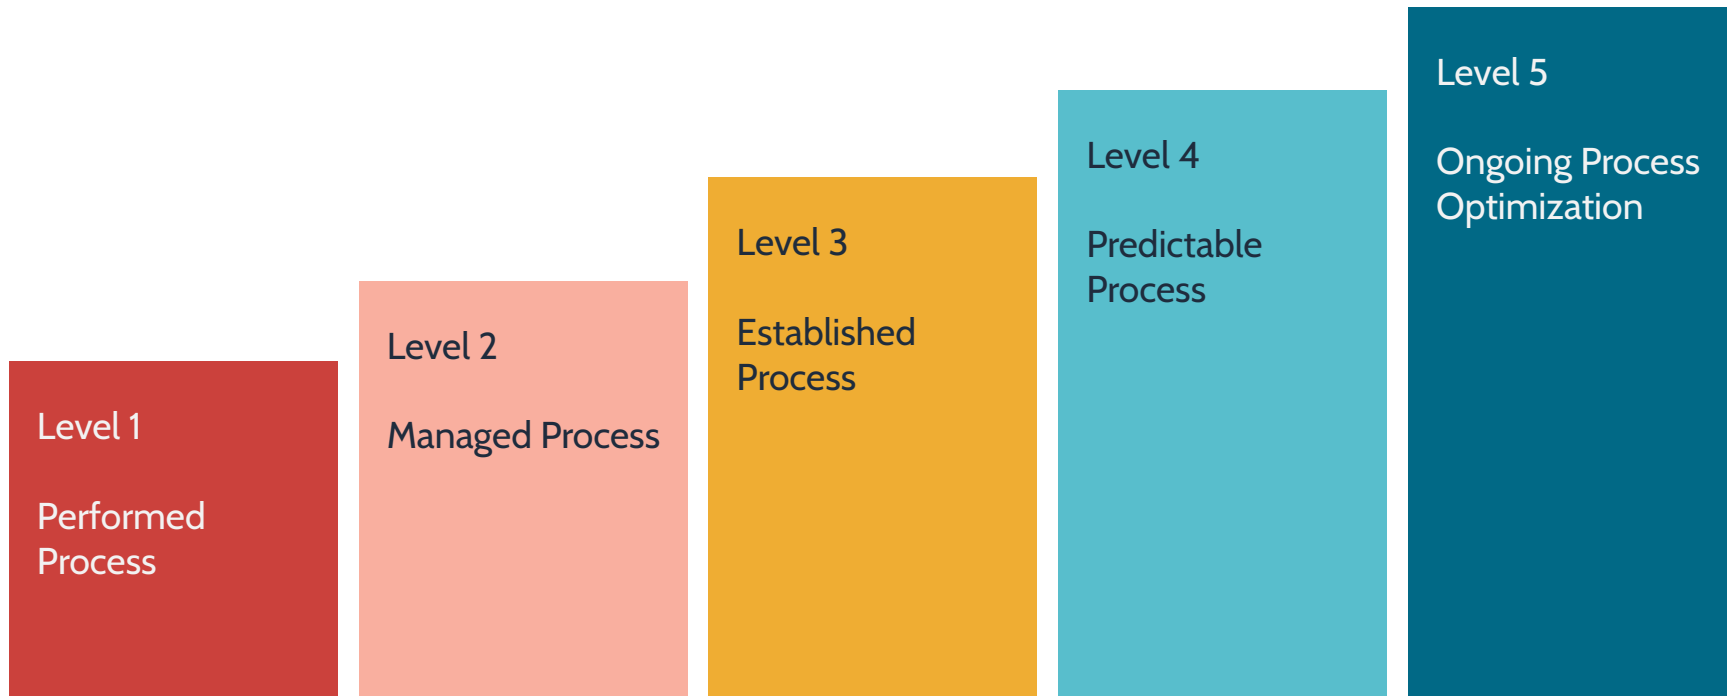 Level 1
Performed
Process
Level 2
Managed Process
Level 3
Established
Process
Level 4
Predictable
Process
Level 5
Ongoing Process
Optimization